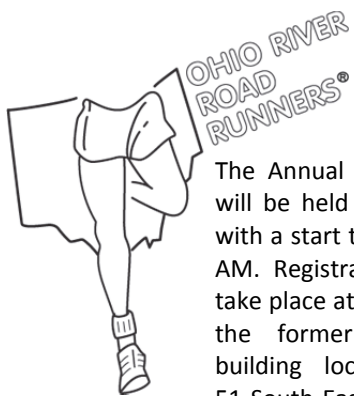 OHIO RIVER
ROAD
RUNNERS®
The Annual
will be held
with a start
AM.
take place at
the former
building
51 South